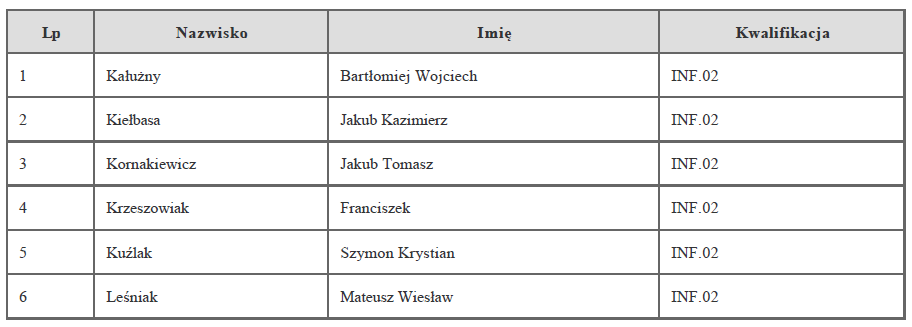 Lp Nazwisko Imię Kwalifikacja
1 Kałużny Bartłomiej Wojciech INF.02
2 Kiełbasa Jakub Kazimierz INF.02
3 Kornakiewicz Jakub Tomasz INF.02
4 Krzeszowiak Franciszek INF.02
5 Kuźlak Szymon Krystian INF.02
6 Leśniak Mateusz Wiesław INF.02